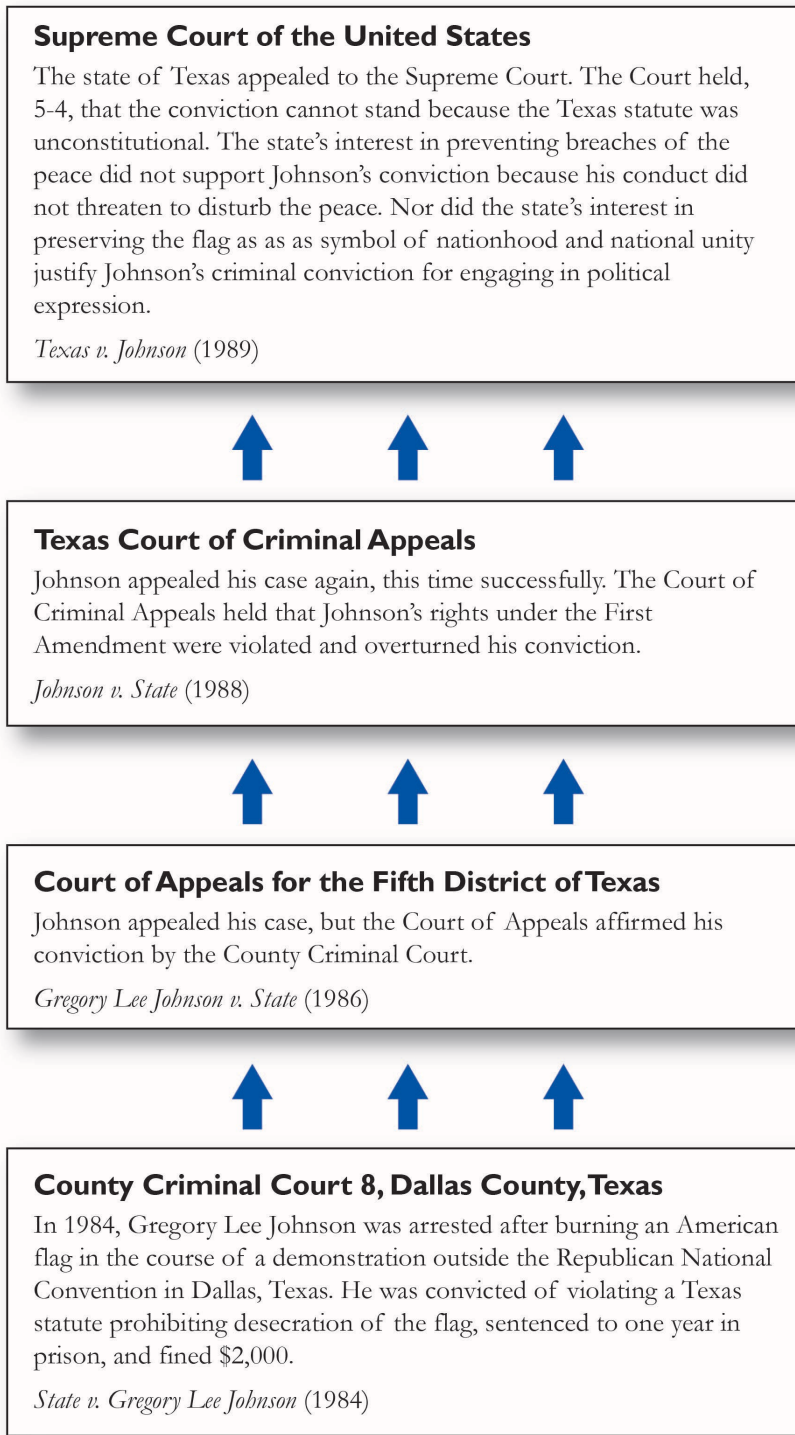 Supreme Court of the United States
The state of Texas appealed to the Supreme Court. The Court held,
5-4, that the conviction cannot stand because the Texas statute was
unconstitutional. The state’s interest in preventing breaches of the
peace did not support Johnson’s conviction because his conduct did
not threaten to disturb the peace. Nor did the state’s interest in
preserving the flag as as as symbol of nationhood and national unity
justify Johnson’s criminal conviction for engaging in political
expression.
Texas v. Johnson (1989)
Texas Court of Criminal Appeals
Johnson appealed his case again, this time successfully. The Court of
Criminal Appeals held that Johnson’s rights under the First
Amendment were violated and overturned his conviction.
Johnson v. State (1988)
Court of Appeals for the Fifth District of Texas
Johnson appealed his case, but the Court of Appeals affirmed his
conviction by the County Criminal Court.
Gregory Lee Johnson v. State (1986)
County Criminal Court 8, Dallas County, Texas
In 1984, Gregory Lee Johnson was arrested after burning an American
flag in the course of a demonstration outside the Republican National
Convention in Dallas, Texas. He was convicted of violating a Texas
statute prohibiting desecration of the flag, sentenced to one year in
prison, and fined $2,000.
State v. Gregory Lee Johnson (1984)